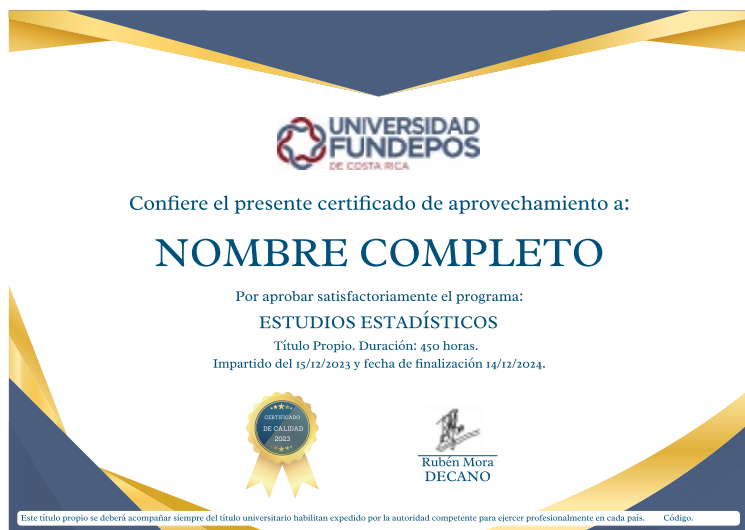 UNIVERSIDAD
FUNDEPOS
DE COSTA RICA
Confiere el presente certificado de aprovechamiento a:
NOMBRE COMPLETO
Por aprobar satisfactoriamente el programa:
ESTUDIOS ESTADÍSTICOS
Título Propio. Duración: 450 horas.
Impartido del 15/12/2023 y fecha de finalización 14/12/2024.
CERTIFICADO
DE CALIDAD
2023
Rubén Mora
DECANO
Este título propio se deberá acompañar siempre del título universitario habilitan expedido por la autoridad competente para ejercer profesionalmente en cada país. Código.